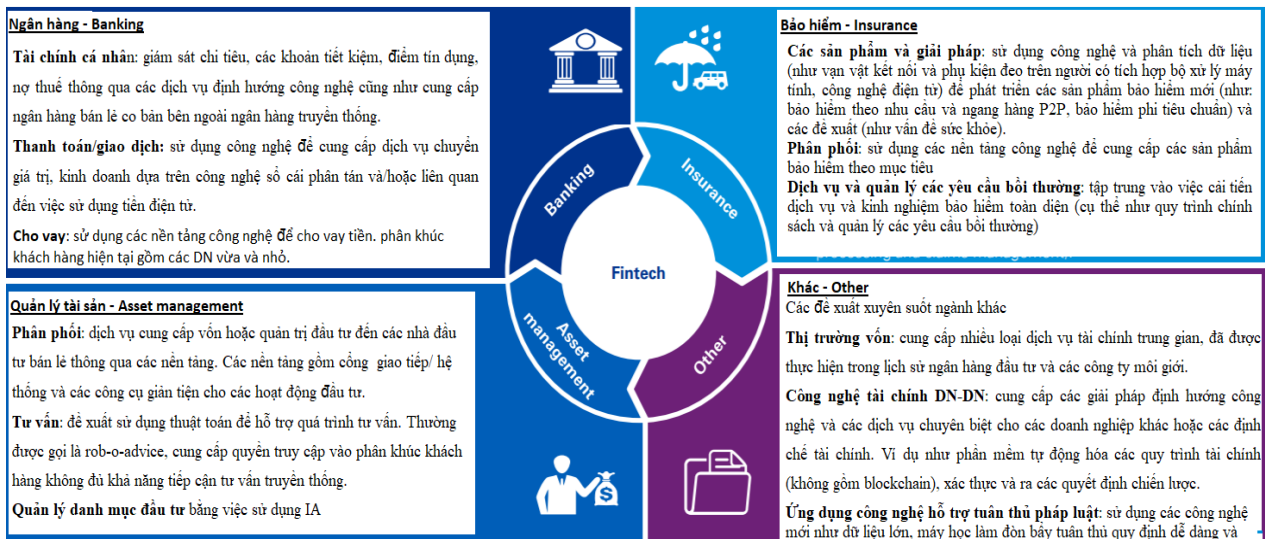 Ngân hàng - Banking
Tài chính cá nhân: giám sát chi tiêu, các khoản tiết kiệm, điểm tín dụng,
nợ thuế thông qua các dịch vụ định hướng công nghệ cũng như cung cấp
ngân hàng bán lẻ cơ bản bên ngoài ngân hàng truyền thống.
Thanh toán/giao dịch: sử dụng công nghệ để cung cấp dịch vụ chuyển
giá trị, kinh doanh dựa trên công nghệ sổ cái phân tán và/hoặc liên quan
đến việc sử dụng tiền điện tử.
Cho vay: sử dụng các nền tảng công nghệ để cho vay tiền. phân khúc
khách hàng hiện tại gồm các DN vừa và nhỏ.
Bảo hiểm - Insurance
Các sản phẩm và giải pháp: sử dụng công nghệ và phân tích dữ liệu
(như vạn vật kết nối và phụ kiện đeo trên người có tích hợp bộ xử lý máy
tính, công nghệ điện tử) để phát triển các sản phẩm bảo hiểm mới (như:
bảo hiểm theo nhu cầu và ngang hàng P2P, bảo hiểm phi tiêu chuẩn) và
các đề xuất (như vấn đề sức khỏe).
Phân phối: sử dụng các nền tảng công nghệ để cung cấp các sản phẩm
bảo hiểm theo mục tiêu
Dịch vụ và quản lý các yêu cầu bồi thường: tập trung vào việc cải tiến
dịch vụ và kinh nghiệm bảo hiểm toàn diện (cụ thể như quy trình chính
sách và quản lý các yêu cầu bồi thường)
Banking
Insurance
Fintech
Asset
management
Other
Quản lý tài sản - Asset management
Phân phối: dịch vụ cung cấp vốn hoặc quản trị đầu tư đến các nhà đầu
tư bán lẻ thông qua các nền tảng. Các nền tảng gồm cổng giao tiếp/ hệ
thống và các công cụ giản tiện cho các hoạt động đầu tư.
Tư vấn: đề xuất sử dụng thuật toán để hỗ trợ quá trình tư vấn. Thường
được gọi là rob-o-advice, cung cấp quyền truy cập vào phân khúc khách
hàng không đủ khả năng tiếp cận tư vấn truyền thống.
Quản lý danh mục đầu tư bằng việc sử dụng IA
Khác - Other
Các đề xuất xuyên suốt ngành khác
Thị trường vốn: cung cấp nhiều loại dịch vụ tài chính trung gian, đã được
thực hiện trong lịch sử ngân hàng đầu tư và các công ty môi giới.
Công nghệ tài chính DN-DN: cung cấp các giải pháp định hướng công
nghệ và các dịch vụ chuyên biệt cho các doanh nghiệp khác hoặc các định
chế tài chính. Ví dụ như phần mềm tự động hóa các quy trình tài chính
(không gồm blockchain), xác thực và ra các quyết định chiến lược.
Ứng dụng công nghệ hỗ trợ tuân thủ pháp luật: sử dụng các công nghệ
mới như dữ liệu lớn, máy học làm đòn bẩy tuân thủ quy định dễ dàng và